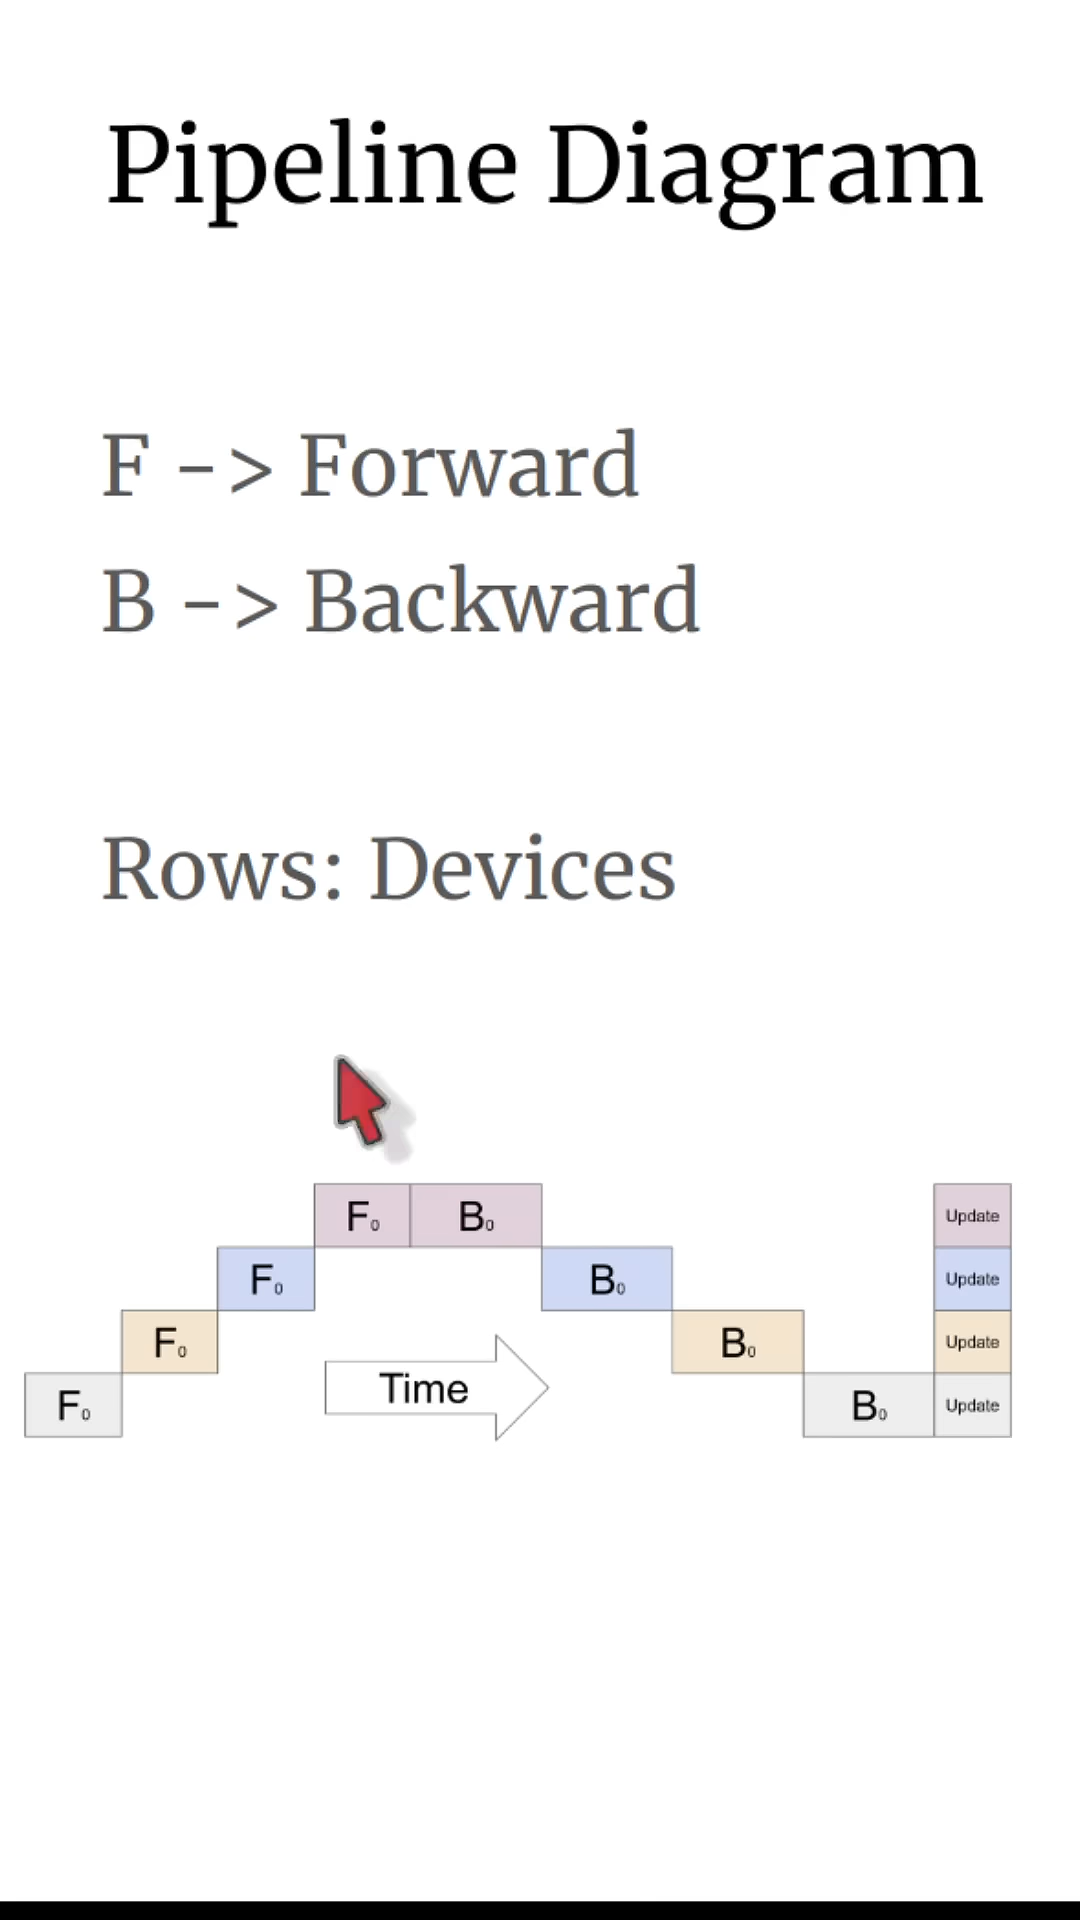 Pipeline Diagram
F -> Forward
B -> Backward
Rows: Devices
F₀ B₀ Update
F₀ B₀ Update
F₀ B₀ Update
Time
F₀ B₀ Update